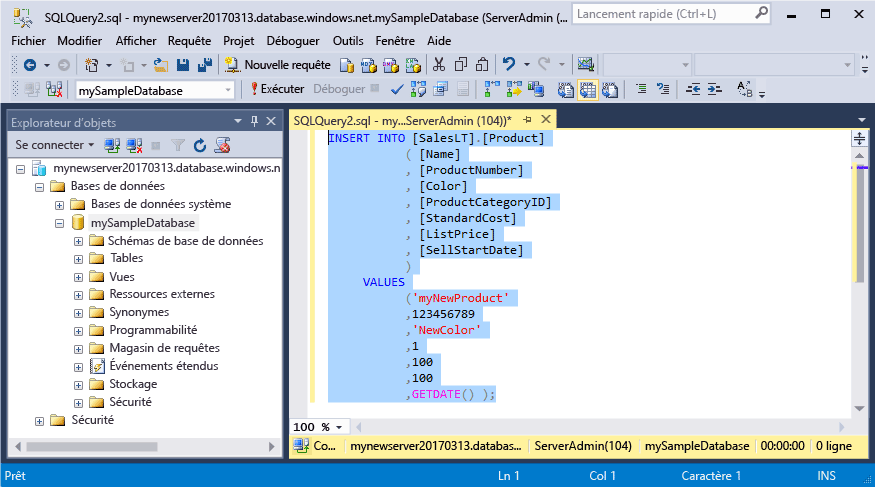 SQLQuery2.sql - mynewserver20170313.database.windows.net.mySampleDatabase (ServerAdmin (104))*...
Lancement rapide (Ctrl+L)
Fichier Modifier Afficher Requête Projet Déboguer Outils Fenêtre Aide
Nouvelle requête
mySampleDatabase
Exécuter
Déboguer
Explorateur d'objets
Se connecter
mynewserver20170313.database.windows.n
Bases de données
Bases de données système
mySampleDatabase
Schémas de base de données
Tables
Vues
Ressources externes
Synonymes
Programmabilité
Magasin de requêtes
Événements étendus
Stockage
Sécurité
Sécurité
SQLQuery2.sql - my...ServerAdmin (104))*
INSERT INTO [SalesLT].[Product]
( [Name]
, [ProductNumber]
, [Color]
, [ProductCategoryID]
, [StandardCost]
, [ListPrice]
, [SellStartDate]
)
VALUES
('myNewProduct'
,123456789
,'NewColor'
,1
,100
,100
,GETDATE() );
100 %
Co... mynewserver20170313.databas... ServerAdmin(104) mySampleDatabase 00:00:00 0 ligne
Prêt Ln 1 Col 1 Caractère 1 INS